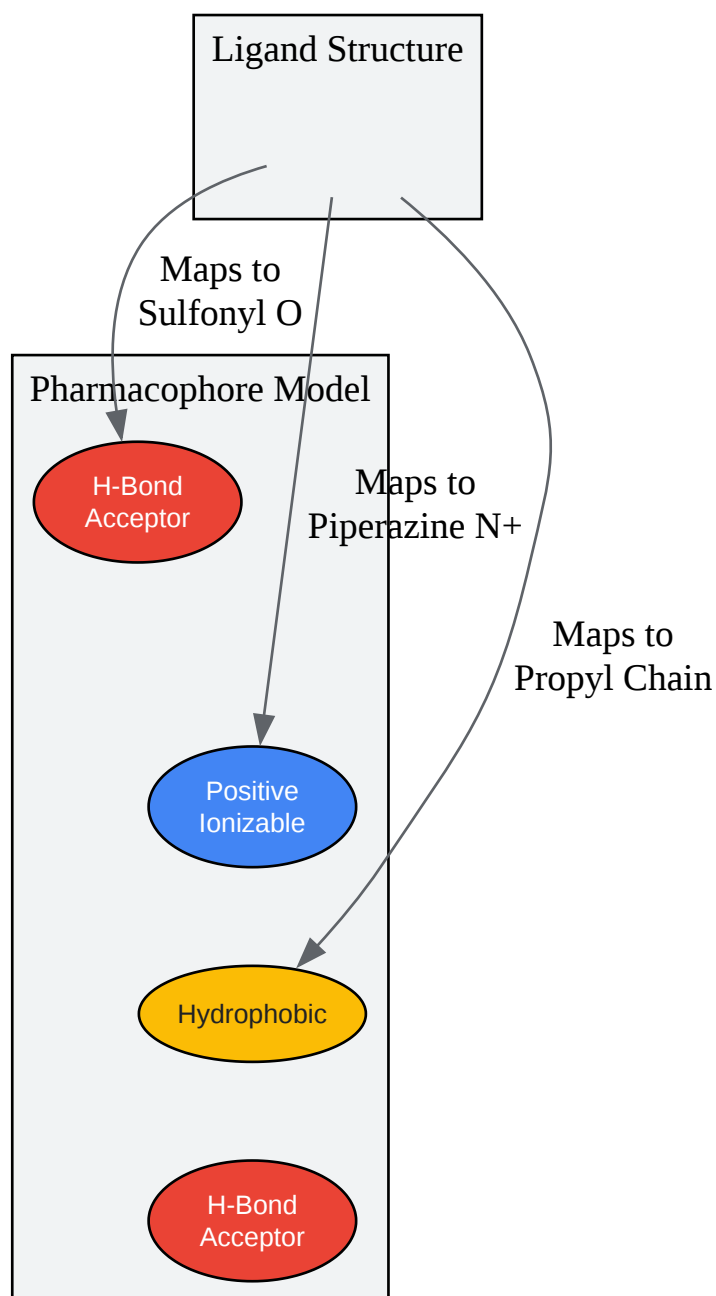 Ligand Structure
Maps to
Sulfonyl O
Pharmacophore Model
H-Bond
Acceptor
Maps to
Piperazine N+
Maps to
Propyl Chain
Positive
Ionizable
Hydrophobic
H-Bond
Acceptor